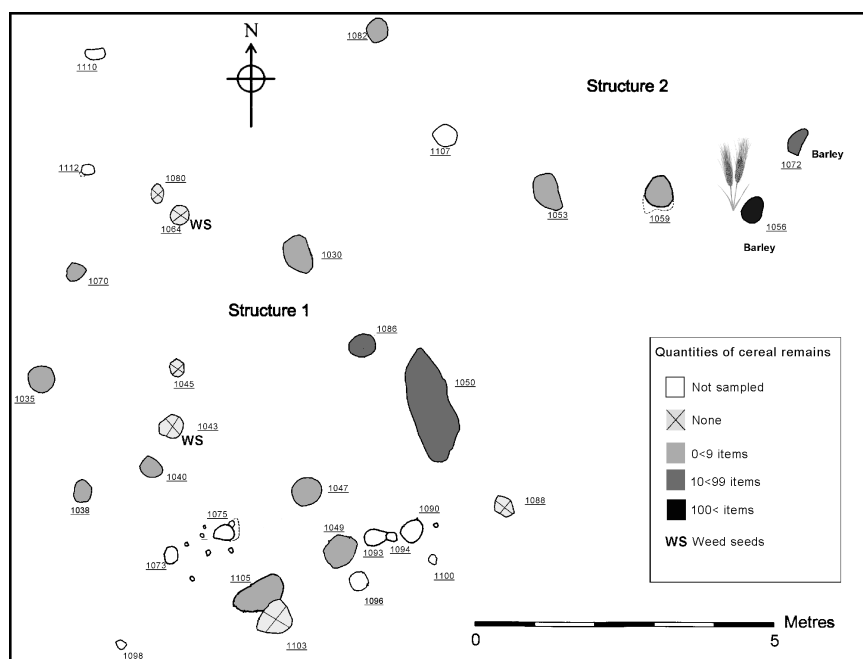 1082
N
1110
Structure 2
1107
1072
Barley
1112
1080
1064
WS
1053
1059
1056
Barley
1030
1070
Structure 1
1086
1045
1050
1035
1043
WS
1040
1038
1047
1075
1090
1088
1049
1073
1093
1094
1100
1105
1096
1103
1098
Quantities of cereal remains
Not sampled
None
0<9 items
10<99 items
100< items
WS Weed seeds
Metres
0
5